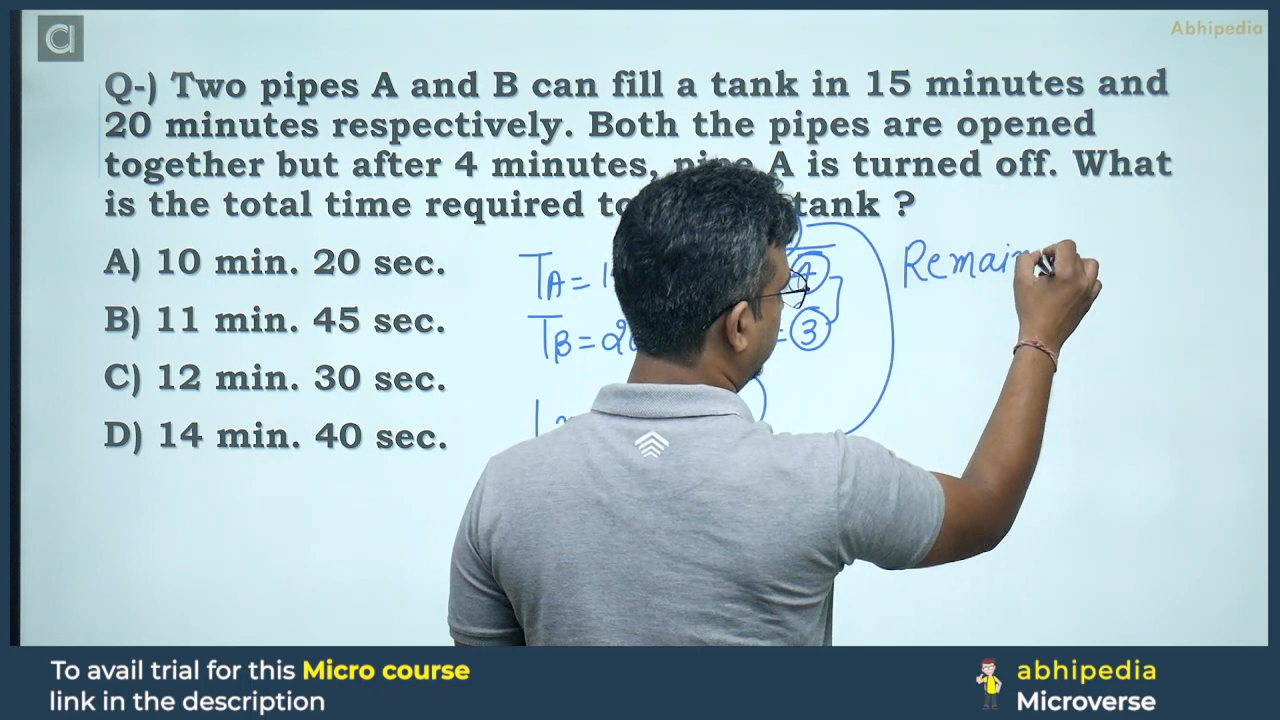 Abhipedia
Q-) Two pipes A and B can fill a tank in 15 minutes and
20 minutes respectively. Both the pipes are opened
together but after 4 minutes, A is turned off. What
is the total time required to tank ?
A) 10 min. 20 sec.
B) 11 min. 45 sec.
C) 12 min. 30 sec.
D) 14 min. 40 sec.
TA = 1
4
TB = 20
= 3
Remain
To avail trial for this Micro course
link in the description
abhipedia
Microverse